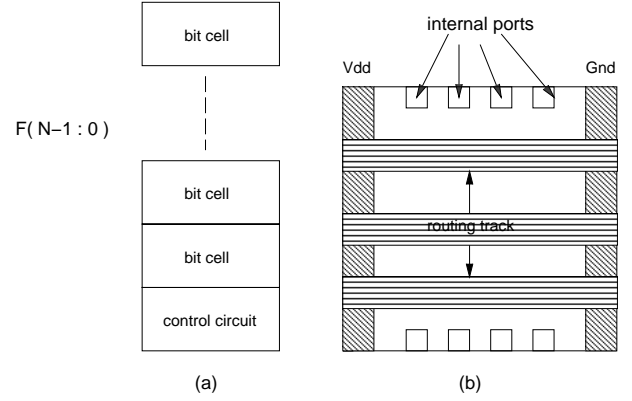 bit cell
F( N−1 : 0 )
bit cell
bit cell
control circuit
(a)
internal ports
Vdd
Gnd
routing track
(b)